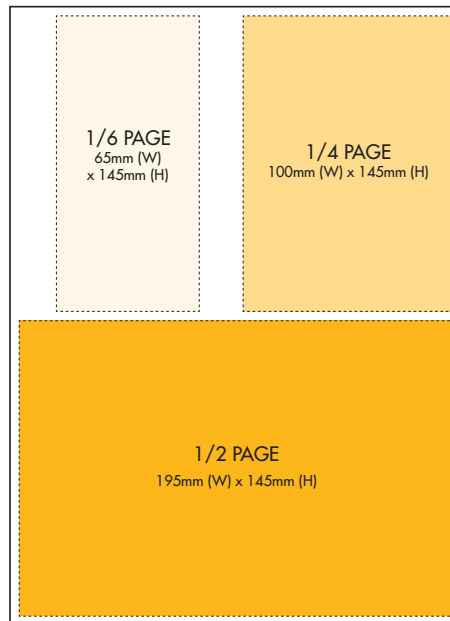 1/6 PAGE
65mm (W)
x 145mm (H)
1/4 PAGE
100mm (W) x 145mm (H)
1/2 PAGE
195mm (W) x 145mm (H)